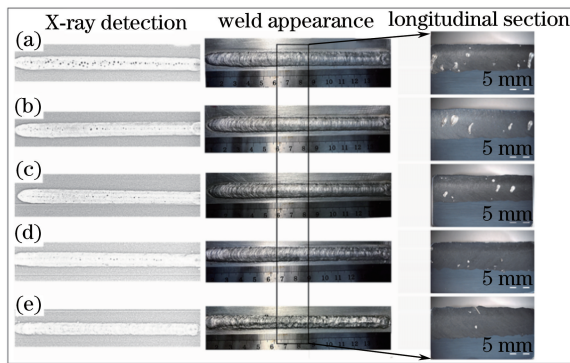 X-ray detection weld appearance longitudinal section
(a)
5 mm
(b)
5 mm
(c)
5 mm
(d)
5 mm
(e)
5 mm